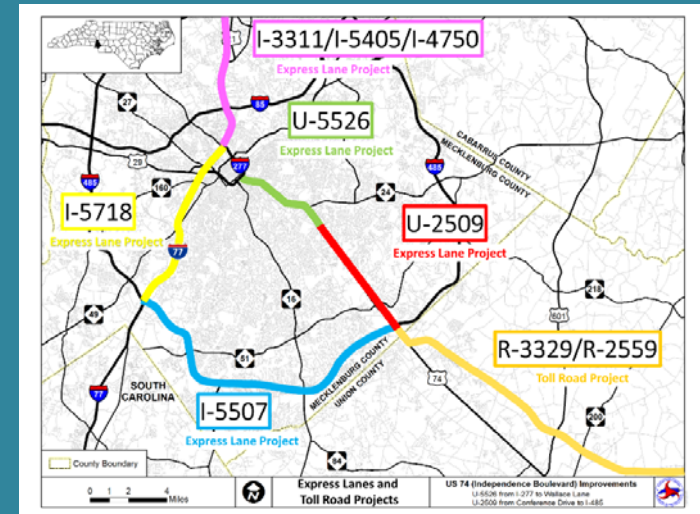 I-3311/I-5405/I-4750
Express Lane Project
27
85
U-5526
Express Lane Project
CABARRUS COUNTY
MECKLENBURG COUNTY
29
277
485
485
160
24
I-5718
Express Lane Project
U-2509
Express Lane Project
77
16
218
49
601
51
R-3329/R-2559
Toll Road Project
MECKLENBURG COUNTY
UNION COUNTY
74
SOUTH
CAROLINA
77
I-5507
Express Lane Project
200
84
County Boundary
0 1 2 4
Miles
N
Express Lanes and
Toll Road Projects
US 74 (Independence Boulevard) Improvements
U-5526 from I-277 to Wallace Lane
U-2509 from Conference Drive to I-485